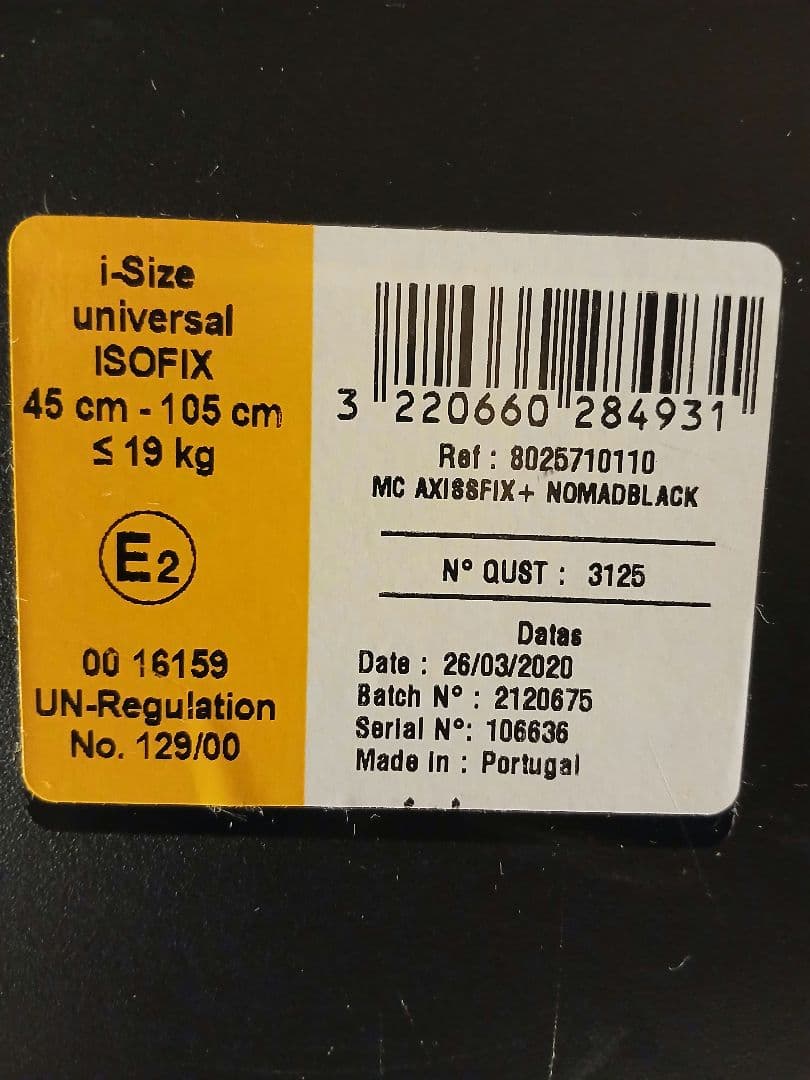 i-Size
universal
ISOFIX
45 cm - 105 cm
≤ 19 kg
E2
00 16159
UN-Regulation
No. 129/00
3 220660 284931
Ref : 8025710110
MC AXISSFIX+ NOMADBLACK
N° QUST : 3125
Datas
Date : 26/03/2020
Batch N° : 2120675
Serial N°: 106636
Made in : Portugal